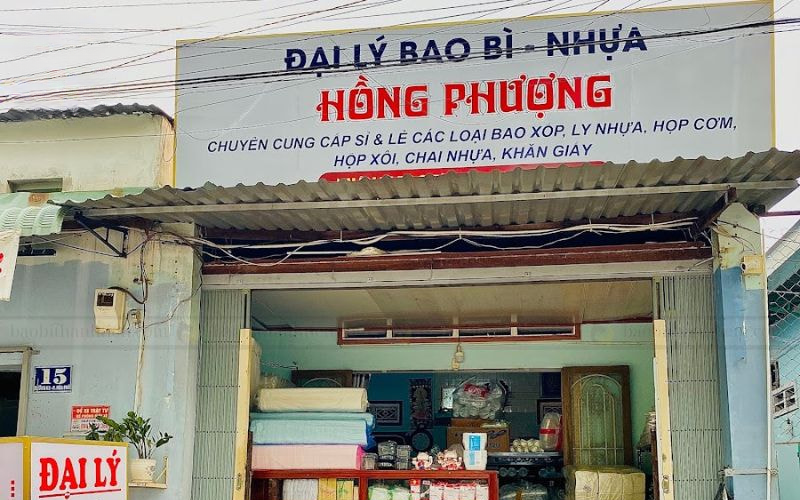 ĐẠI LÝ BAO BÌ - NHỰA
HỒNG PHƯỢNG
CHUYÊN CUNG CẤP SỈ & LẺ CÁC LOẠI BAO XỐP, LY NHỰA, HỘP CƠM,
HỘP XÔI, CHAI NHỰA, KHĂN GIẤY
15
ĐẠI LÝ